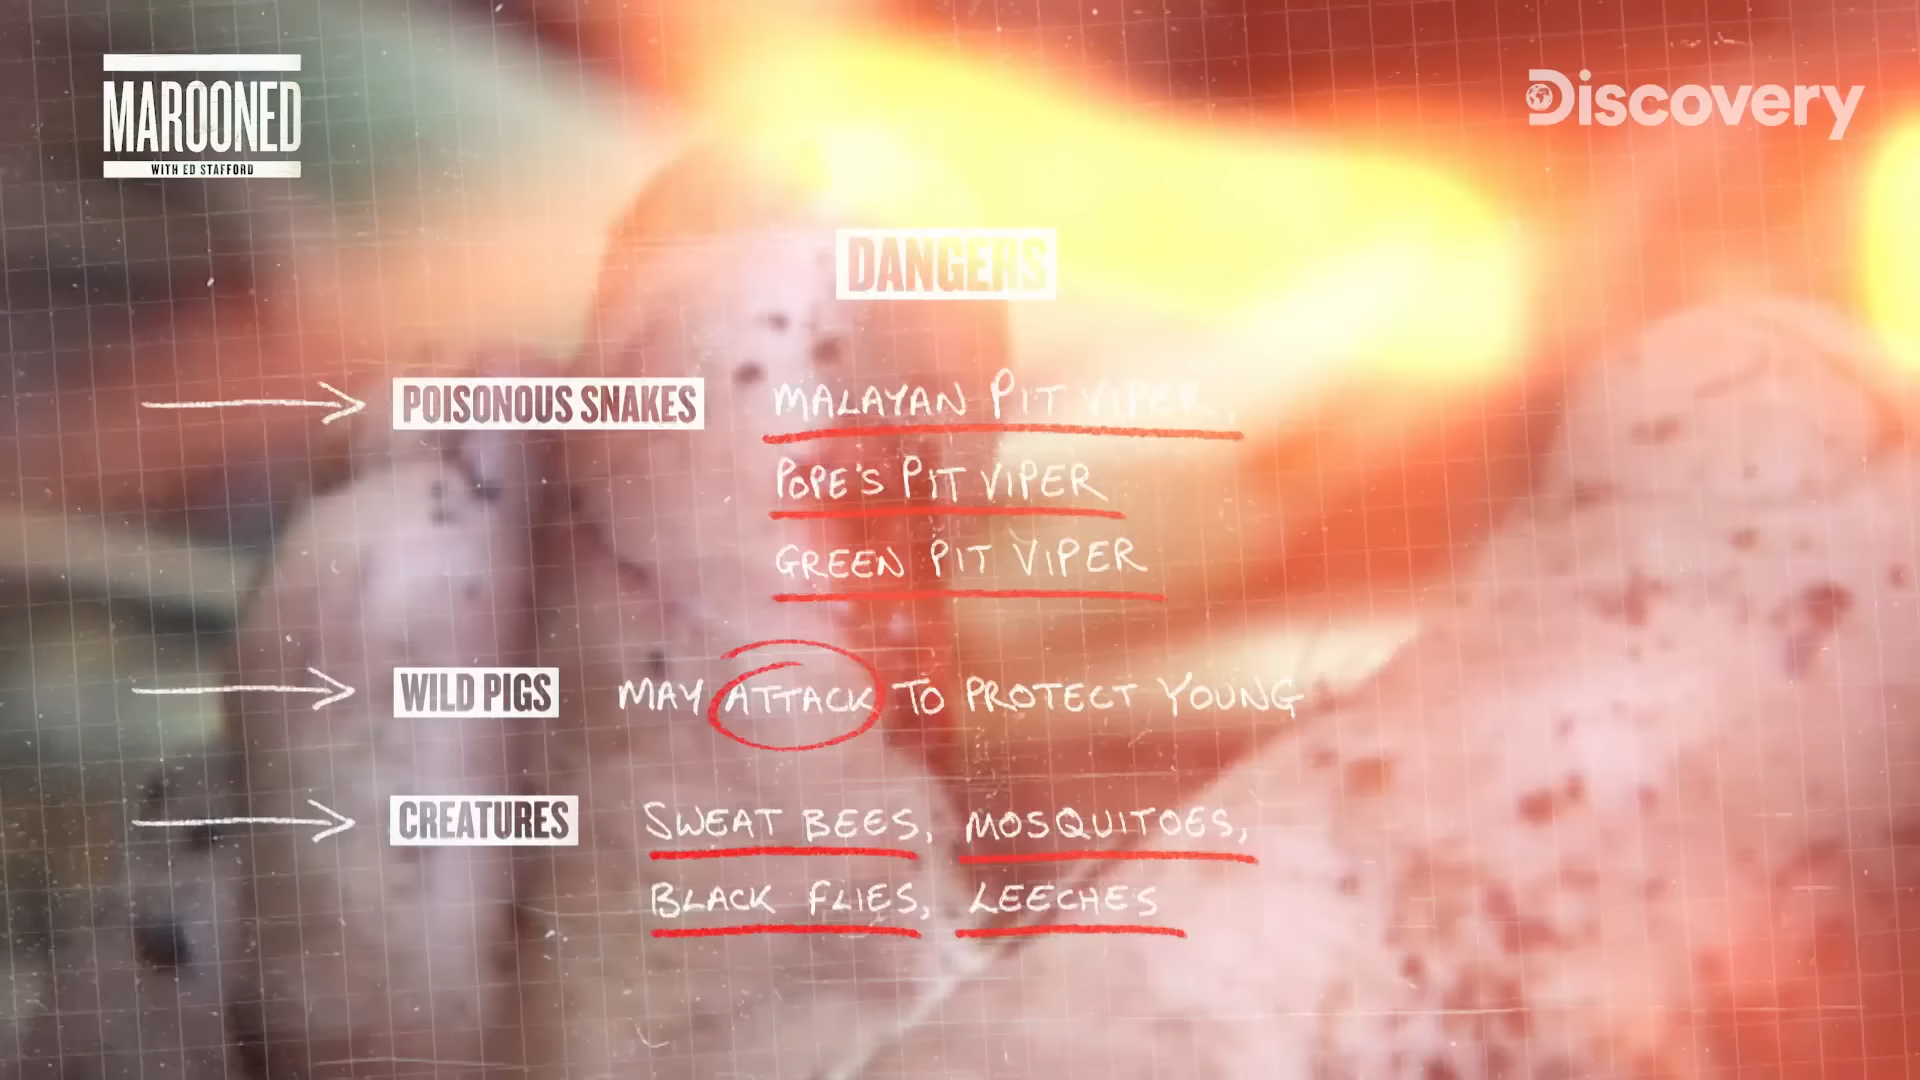 MAROONED
WITH ED STAFFORD
Discovery
DANGERS
POISONOUS SNAKES MALAYAN PIT VIPER,
POPE'S PIT VIPER
GREEN PIT VIPER
WILD PIGS MAY ATTACK TO PROTECT YOUNG
CREATURES SWEAT BEES, MOSQUITOES,
BLACK FLIES, LEECHES